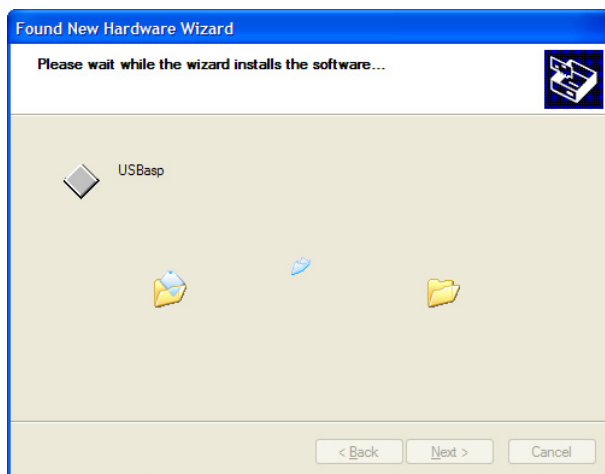 Found New Hardware Wizard
Please wait while the wizard installs the software...
USBasp
< Back
Next >
Cancel